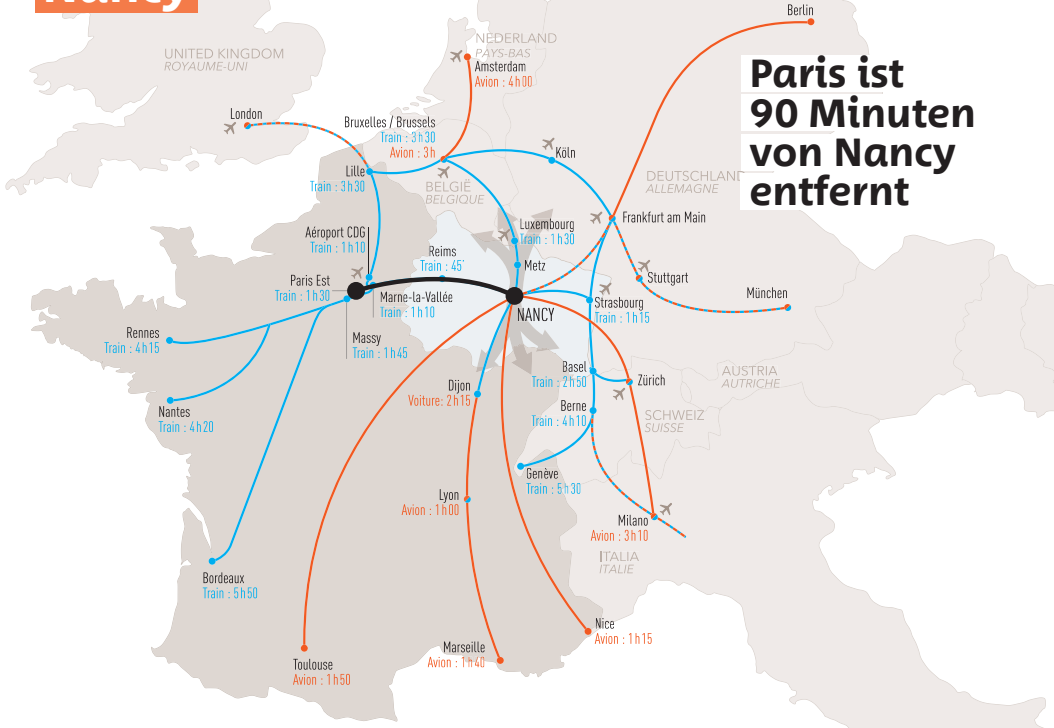 Nancy
Berlin
NEDERLAND
PAYS-BAS
Amsterdam
Avion : 4h00
UNITED KINGDOM
ROYAUME-UNI
Paris ist
90 Minuten
von Nancy
entfernt
London
Bruxelles / Brussels
Train : 3h30
Avion : 3h
Köln
Lille
Train : 3h30
BELGIË
BELGIQUE
DEUTSCHLAND
ALLEMAGNE
Frankfurt am Main
Luxembourg
Train : 1h30
Aéroport CDG
Train : 1h10
Reims
Train : 45'
Metz
Stuttgart
München
Paris Est
Train : 1h30
Marne-la-Vallée
Train : 1h10
NANCY
Strasbourg
Train : 1h15
Rennes
Train : 4h15
Massy
Train : 1h45
Basel
Train : 2h50
Zürich
AUSTRIA
AUTRICHE
Dijon
Voiture: 2h15
Nantes
Train : 4h20
Berne
Train : 4h10
SCHWEIZ
SUISSE
Genève
Train : 5h30
Lyon
Avion : 1h00
Milano
Avion : 3h10
ITALIA
ITALIE
Bordeaux
Train : 5h50
Nice
Avion : 1h15
Marseille
Avion : 1h40
Toulouse
Avion : 1h50